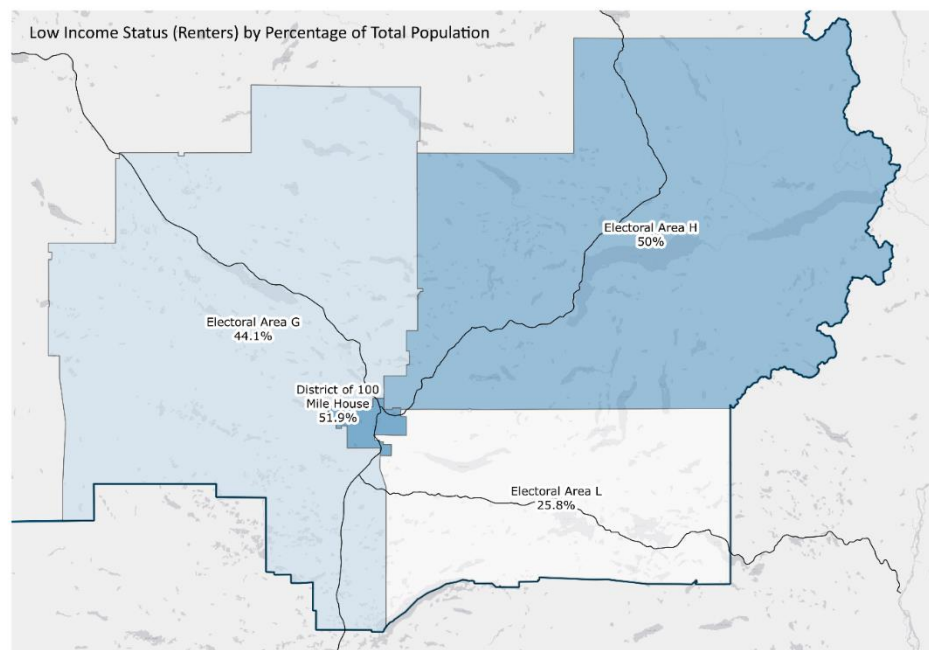 Low Income Status (Renters) by Percentage of Total Population
Electoral Area H
50%
Electoral Area G
44.1%
District of 100
Mile House
51.9%
Electoral Area L
25.8%